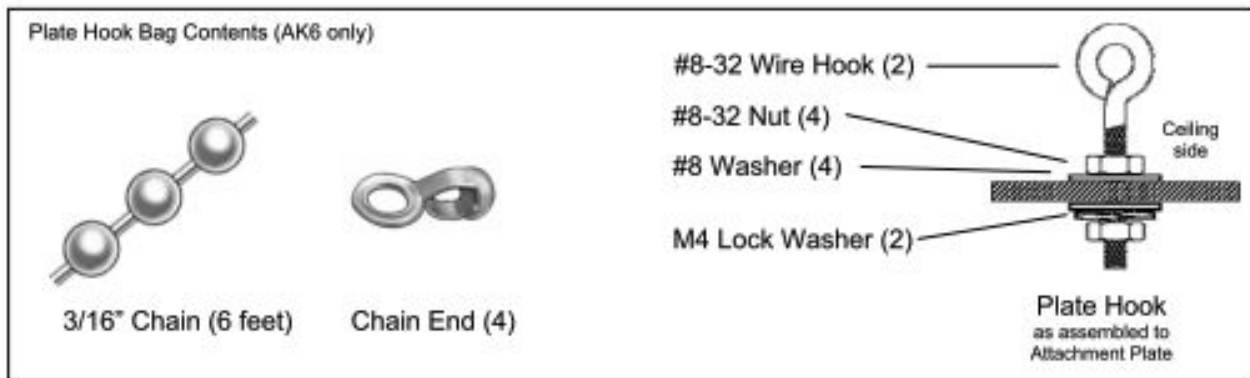 Plate Hook Bag Contents (AK6 only)
3/16” Chain (6 feet)
Chain End (4)
#8-32 Wire Hook (2)
#8-32 Nut (4)
#8 Washer (4)
M4 Lock Washer (2)
Ceiling
side
Plate Hook
as assembled to
Attachment Plate